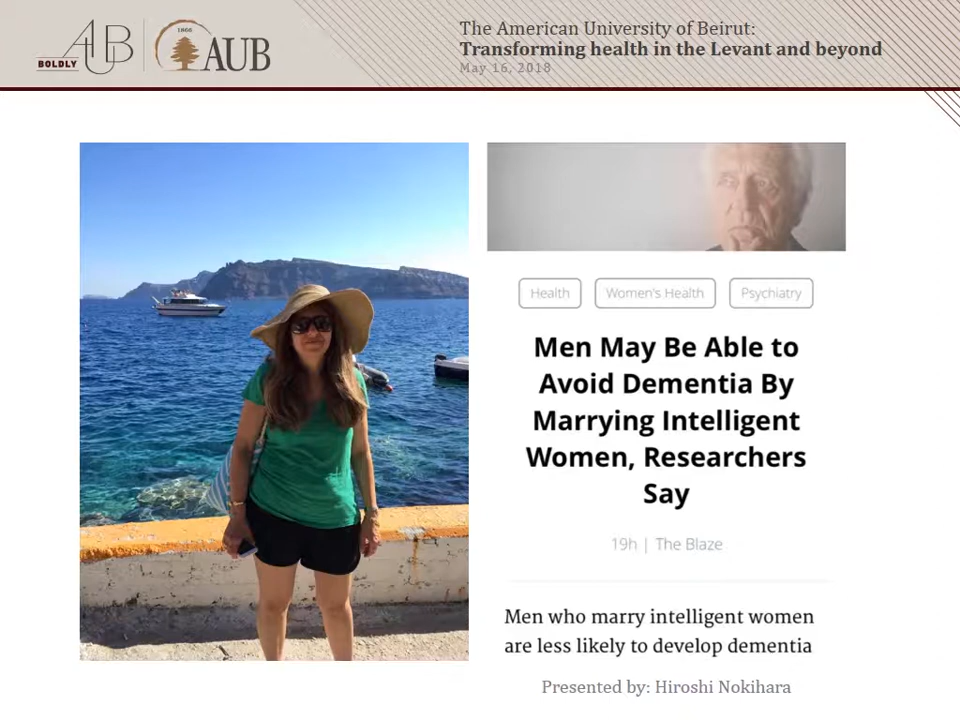 BOLDLY AUB
1866
AUB
The American University of Beirut:
Transforming health in the Levant and beyond
May 16, 2018
Health
Women's Health
Psychiatry
Men May Be Able to
Avoid Dementia By
Marrying Intelligent
Women, Researchers
Say
19h | The Blaze
Men who marry intelligent women
are less likely to develop dementia
Presented by: Hiroshi Nokihara